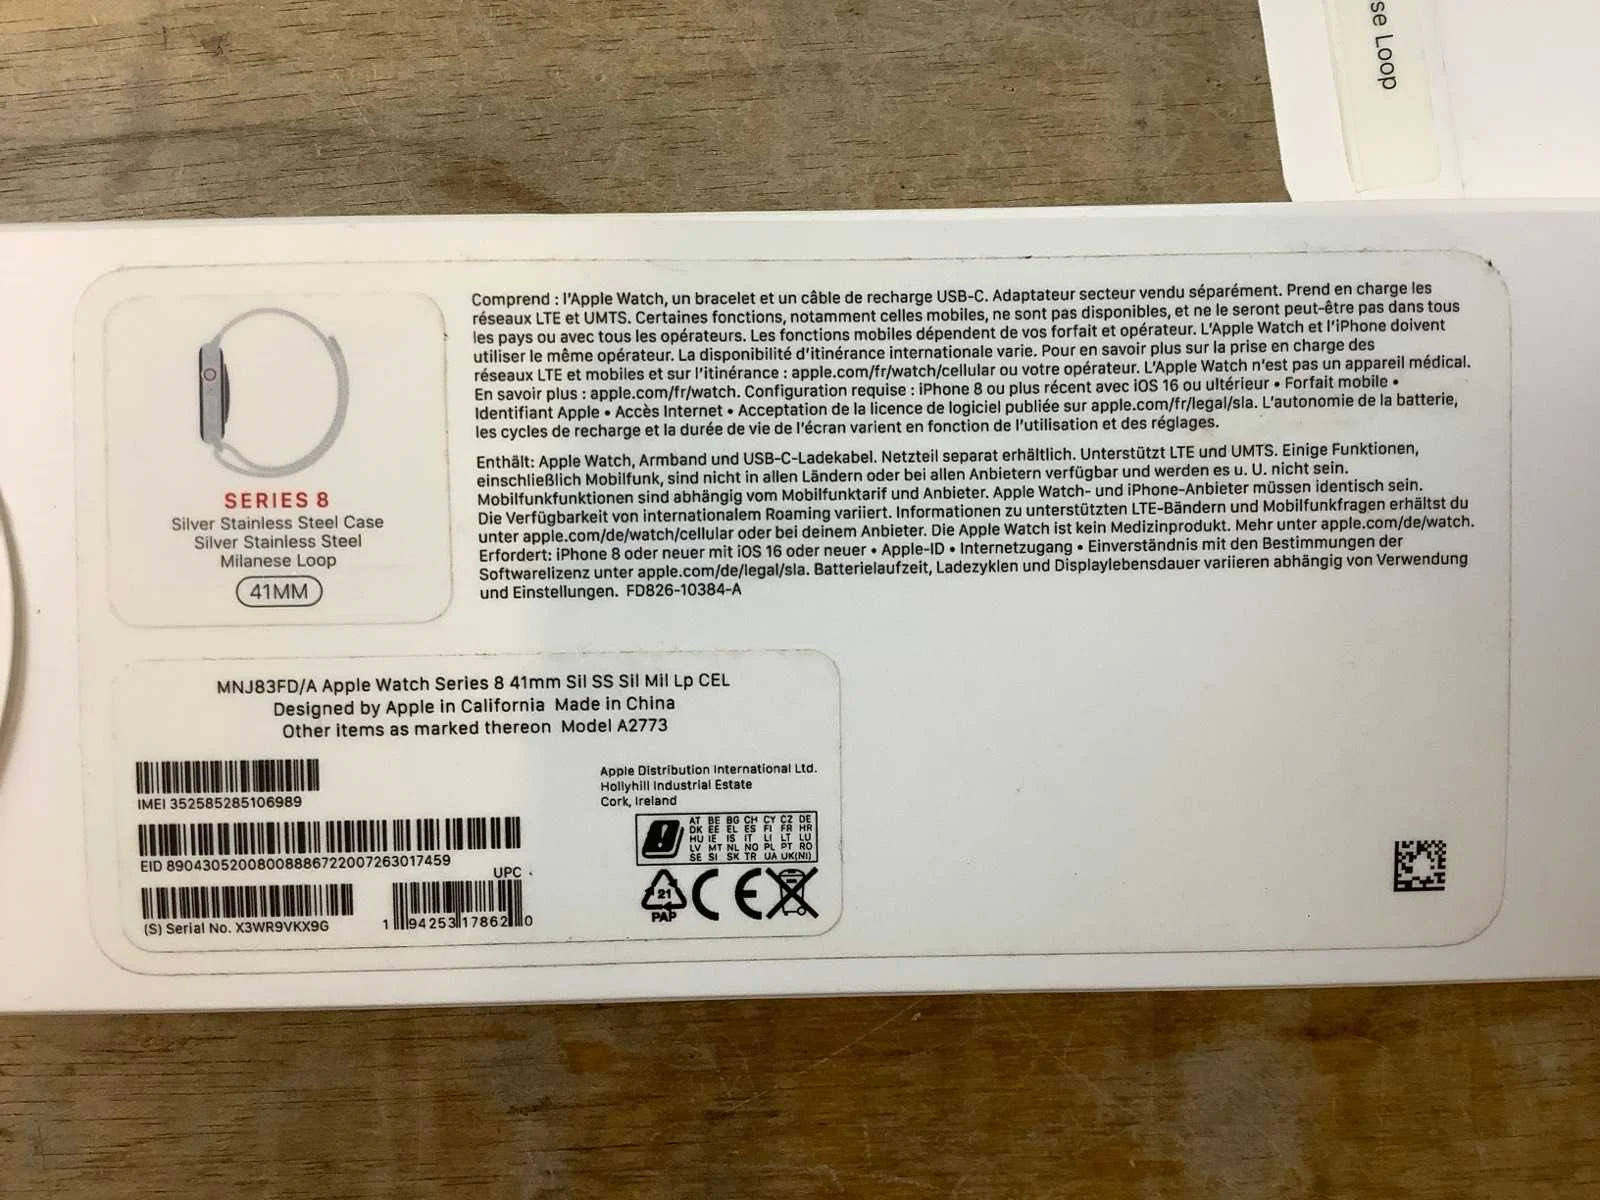 se Loop
SERIES 8
Silver Stainless Steel Case
Silver Stainless Steel
Milanese Loop
41MM
Comprend : l'Apple Watch, un bracelet et un câble de recharge USB-C. Adaptateur secteur vendu séparément. Prend en charge les
réseaux LTE et UMTS. Certaines fonctions, notamment celles mobiles, ne sont pas disponibles, et ne le seront peut-être pas dans tous
les pays ou avec tous les opérateurs. Les fonctions mobiles dépendent de vos forfait et opérateur. L'Apple Watch et l'iPhone doivent
utiliser le même opérateur. La disponibilité d'itinérance internationale varie. Pour en savoir plus sur la prise en charge des
réseaux LTE et mobiles et sur l'itinérance : apple.com/fr/watch/cellular ou votre opérateur. L'Apple Watch n'est pas un appareil médical.
En savoir plus : apple.com/fr/watch. Configuration requise : iPhone 8 ou plus récent avec iOS 16 ou ultérieur • Forfait mobile •
Identifiant Apple • Accès Internet • Acceptation de la licence de logiciel publiée sur apple.com/fr/legal/sla. L'autonomie de la batterie,
les cycles de recharge et la durée de vie de l'écran varient en fonction de l'utilisation et des réglages.
Enthält: Apple Watch, Armband und USB-C-Ladekabel. Netzteil separat erhältlich. Unterstützt LTE und UMTS. Einige Funktionen,
einschließlich Mobilfunk, sind nicht in allen Ländern oder bei allen Anbietern verfügbar und werden es u. U. nicht sein.
Mobilfunkfunktionen sind abhängig vom Mobilfunktarif und Anbieter. Apple Watch- und iPhone-Anbieter müssen identisch sein.
Die Verfügbarkeit von internationalem Roaming variiert. Informationen zu unterstützten LTE-Bändern und Mobilfunkfragen erhältst du
unter apple.com/de/watch/cellular oder bei deinem Anbieter. Die Apple Watch ist kein Medizinprodukt. Mehr unter apple.com/de/watch.
Erfordert: iPhone 8 oder neuer mit iOS 16 oder neuer • Apple-ID • Internetzugang • Einverständnis mit den Bestimmungen der
Softwarelizenz unter apple.com/de/legal/sla. Batterielaufzeit, Ladezyklen und Displaylebensdauer variieren abhängig von Verwendung
und Einstellungen. FD826-10384-A
MNJ83FD/A Apple Watch Series 8 41mm Sil SS Sil Mil Lp CEL
Designed by Apple in California Made in China
Other items as marked thereon Model A2773
IMEI 352585285106989
EID 89043052008008886722007263017459
UPC
(S) Serial No. X3WR9VKX9G
1 94253 17862 0
Apple Distribution International Ltd.
Hollyhill Industrial Estate
Cork, Ireland
AT BE BG CH CY CZ DE
DK EE EL ES FI FR HR
HU IE IS IT LI LT LU
LV MT NL NO PL PT RO
SE SI SK TR UA UK(NI)
21
PAP
CE